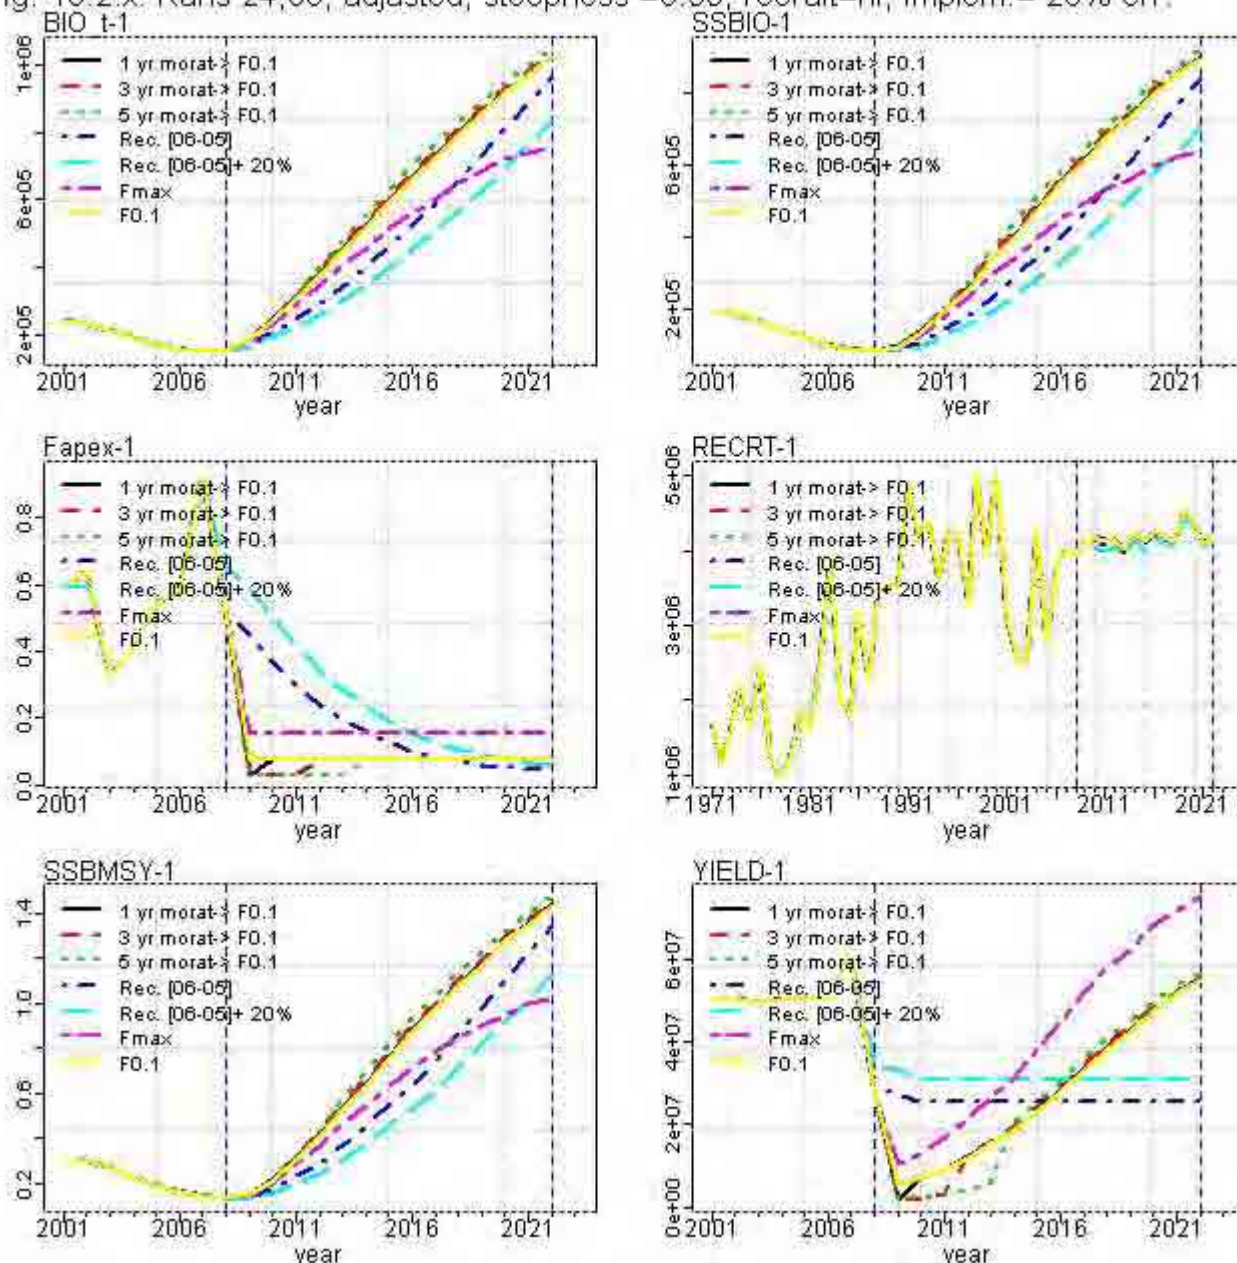 BIO_t-1
1e+06
6e+05
2e+05
1 yr morat-> F0.1
3 yr morat-> F0.1
5 yr morat-> F0.1
Rec. [06-05]
Rec. [06-05]+ 20%
Fmax
F0.1
2001 2006 2011 2016 2021
year
SSBIO-1
6e+05
2e+05
1 yr morat-> F0.1
3 yr morat-> F0.1
5 yr morat-> F0.1
Rec. [06-05]
Rec. [06-05]+ 20%
Fmax
F0.1
2001 2006 2011 2016 2021
year
Fapex-1
0.8
0.6
0.4
0.2
0.0
1 yr morat-> F0.1
3 yr morat-> F0.1
5 yr morat-> F0.1
Rec. [06-05]
Rec. [06-05]+ 20%
Fmax
F0.1
2001 2006 2011 2016 2021
year
RECRT-1
5e+06
3e+06
1e+06
1 yr morat-> F0.1
3 yr morat-> F0.1
5 yr morat-> F0.1
Rec. [06-05]
Rec. [06-05]+ 20%
Fmax
F0.1
1971 1981 1991 2001 2011 2021
year
SSBMSY-1
1.4
1.0
0.6
0.2
1 yr morat-> F0.1
3 yr morat-> F0.1
5 yr morat-> F0.1
Rec. [06-05]
Rec. [06-05]+ 20%
Fmax
F0.1
2001 2006 2011 2016 2021
year
YIELD-1
6e+07
4e+07
2e+07
0e+00
1 yr morat-> F0.1
3 yr morat-> F0.1
5 yr morat-> F0.1
Rec. [06-05]
Rec. [06-05]+ 20%
Fmax
F0.1
2001 2006 2011 2016 2021
year